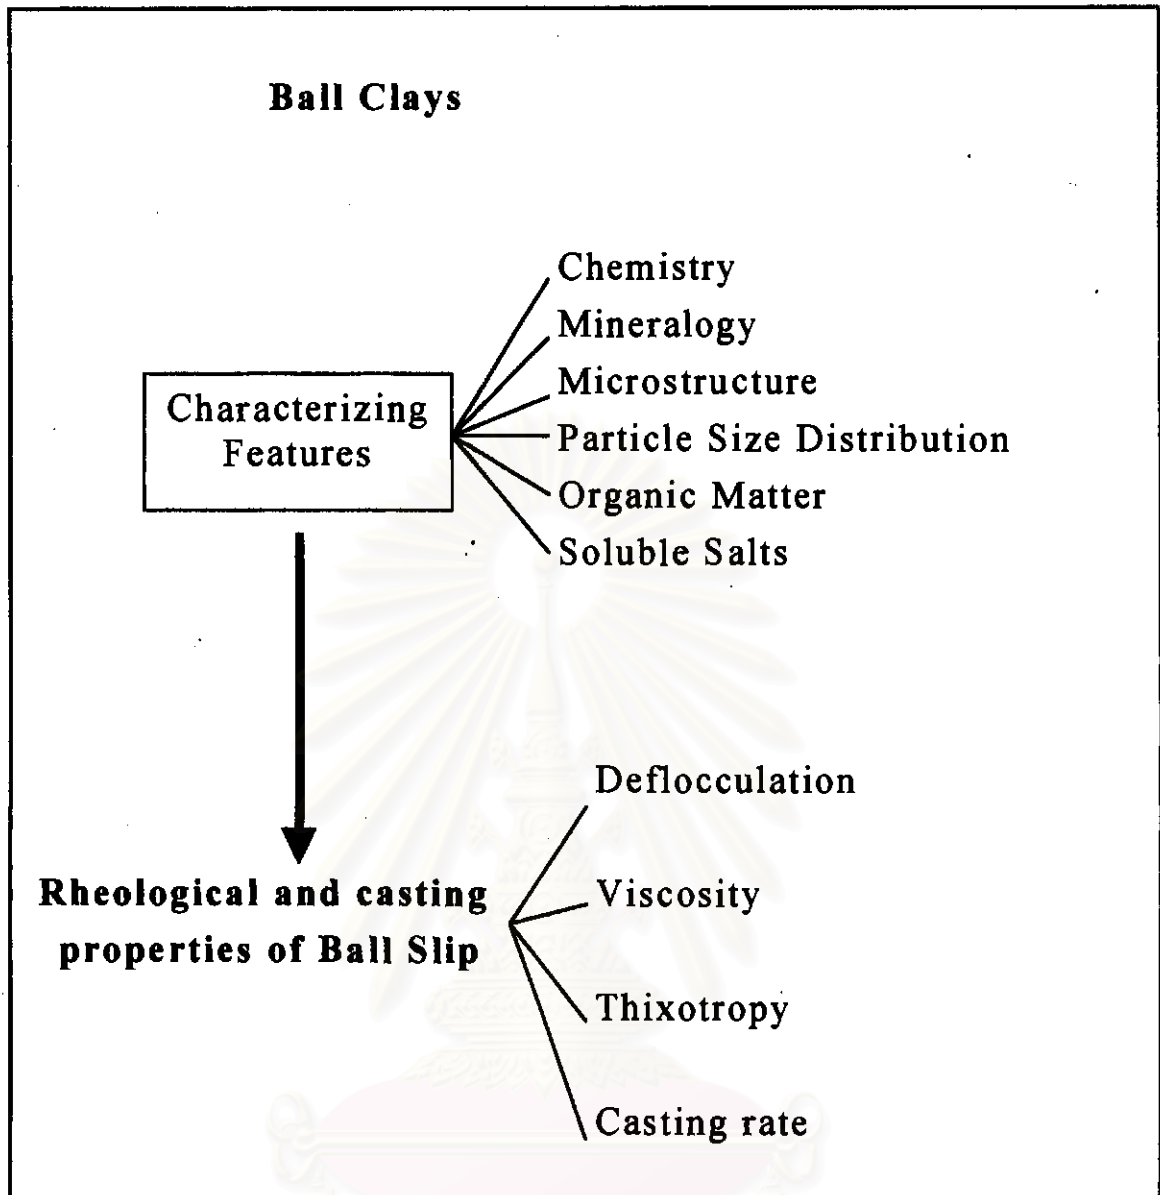 Ball Clays
Chemistry
Mineralogy
Microstructure
Characterizing
Features
Particle Size Distribution
Organic Matter
Soluble Salts
Deflocculation
Rheological and casting
properties of Ball Slip
Viscosity
Thixotropy
Casting rate